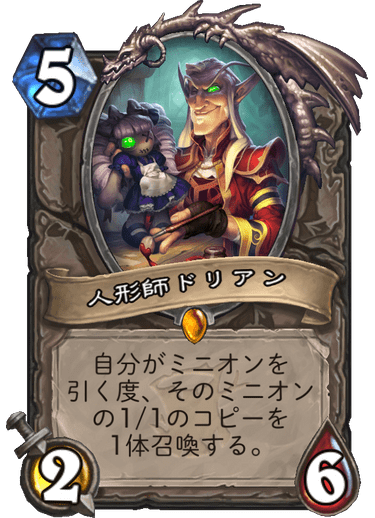 5
人形師ドリアン
自分がミニオンを
引く度、そのミニオン
の1/1のコピーを
1体召喚する。
2
6